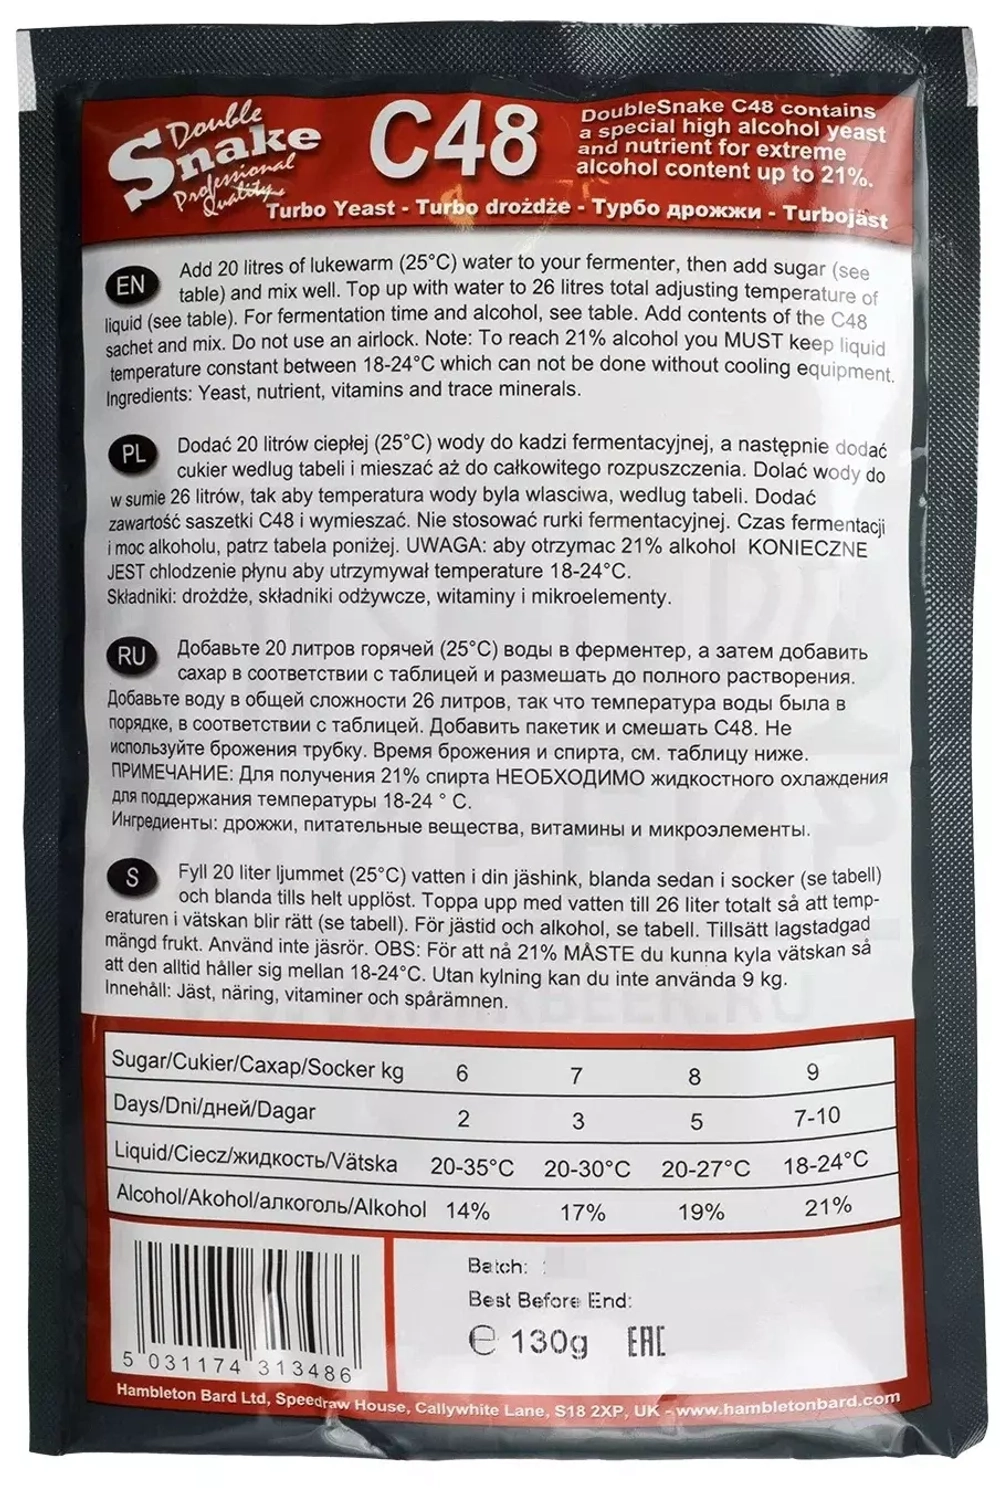 Double
Snake
Professional
Quality
C48
DoubleSnake C48 contains
a special high alcohol yeast
and nutrient for extreme
alcohol content up to 21%.
Turbo Yeast - Turbo drożdże - Турбо дрожжи - Turbojäst
EN
Add 20 litres of lukewarm (25°C) water to your fermenter, then add sugar (see
table) and mix well. Top up with water to 26 litres total adjusting temperature of
liquid (see table). For fermentation time and alcohol, see table. Add contents of the C48
sachet and mix. Do not use an airlock. Note: To reach 21% alcohol you MUST keep liquid
temperature constant between 18-24°C which can not be done without cooling equipment.
Ingredients: Yeast, nutrient, vitamins and trace minerals.
PL
Dodać 20 litrów ciepłej (25°C) wody do kadzi fermentacyjnej, a następnie dodać
cukier wedlug tabeli i mieszać aż do całkowitego rozpuszczenia. Dolać wody do
w sumie 26 litrów, tak aby temperatura wody byla wlasciwa, wedlug tabeli. Dodać
zawartość saszetki C48 i wymieszać. Nie stosować rurki fermentacyjnej. Czas fermentacji
i moc alkoholu, patrz tabela poniżej. UWAGA: aby otrzymac 21% alkohol KONIECZNE
JEST chlodzenie płynu aby utrzymywał temperature 18-24°C.
Składniki: drożdże, składniki odżywcze, witaminy i mikroelementy.
RU
Добавьте 20 литров горячей (25°C) воды в ферментер, а затем добавить
сахар в соответствии с таблицей и размешать до полного растворения.
Добавьте воду в общей сложности 26 литров, так что температура воды была в
порядке, в соответствии с таблицей. Добавить пакетик и смешать C48. Не
используйте брожения трубку. Время брожения и спирта, см. таблицу ниже.
ПРИМЕЧАНИЕ: Для получения 21% спирта НЕОБХОДИМО жидкостного охлаждения
для поддержания температуры 18-24 ° C.
Ингредиенты: дрожжи, питательные вещества, витамины и микроэлементы.
S
Fyll 20 liter ljummet (25°C) vatten i din jäshink, blanda sedan i socker (se tabell)
och blanda tills helt upplöst. Toppa upp med vatten till 26 liter totalt så att temp-
eraturen i vätskan blir rätt (se tabell). För jästid och alkohol, se tabell. Tillsätt lagstadgad
mängd frukt. Använd inte jäsrör. OBS: För att nå 21% MÅSTE du kunna kyla vätskan så
att den alltid håller sig mellan 18-24°C. Utan kylning kan du inte använda 9 kg.
Innehåll: Jäst, näring, vitaminer och spårämnen.
Sugar/Cukier/Caxap/Socker kg 6 7 8 9
Days/Dni/дней/Dagar 2 3 5 7-10
Liquid/Ciecz/жидкость/Vätska 20-35°C 20-30°C 20-27°C 18-24°C
Alcohol/Akohol/алкоголь/Alkohol 14% 17% 19% 21%
Batch:
Best Before End:
℮ 130g EAC
5 031174 313486
Hambleton Bard Ltd, Speedraw House, Callywhite Lane, S18 2XP, UK - www.hambletonbard.com